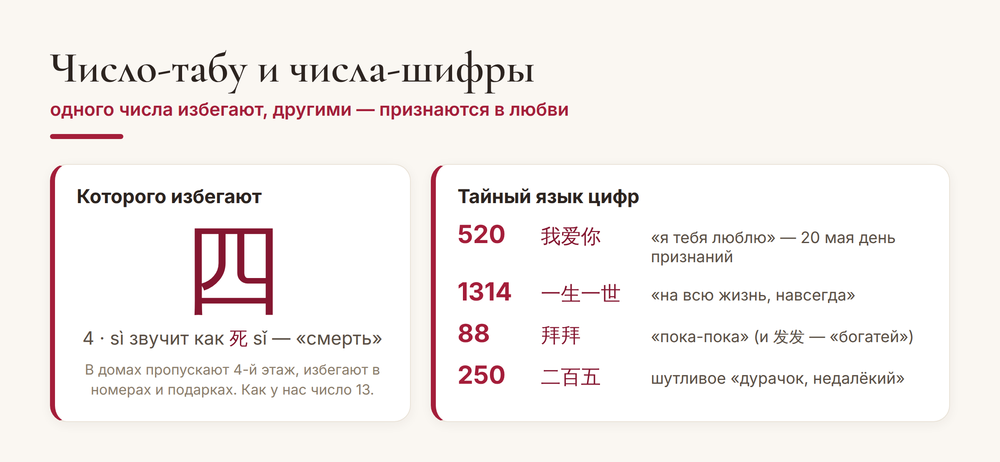 Число-табу и числа-шифры
одного числа избегают, другими — признаются в любви
Которого избегают
四
4 · sì звучит как 死 sǐ — «смерть»
В домах пропускают 4-й этаж, избегают в
номерах и подарках. Как у нас число 13.
Тайный язык цифр
520 我爱你 «я тебя люблю» — 20 мая день
признаний
1314 一生一世 «на всю жизнь, навсегда»
88 拜拜 «пока-пока» (и 发发 — «богатей»)
250 二百五 шутливое «дурачок, недалёкий»